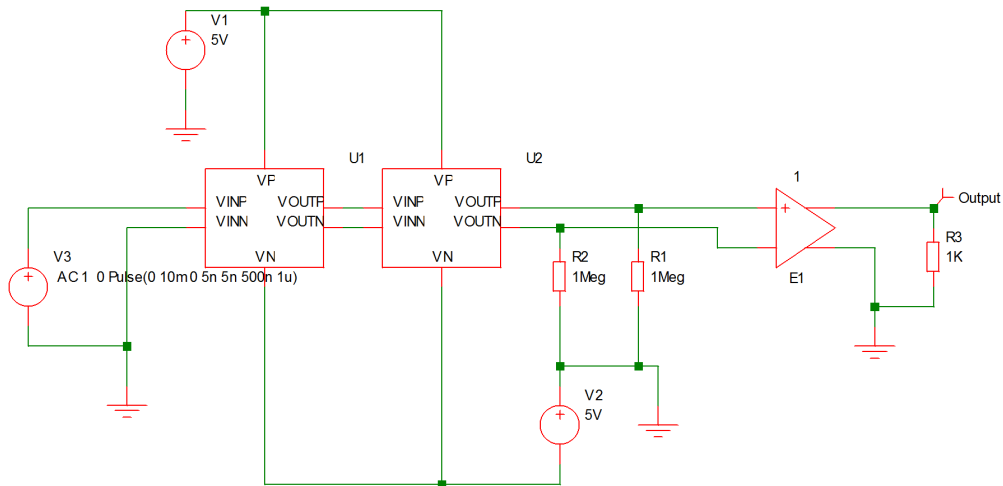 V1
5V
U1
U2
VP
VINP
VINN
VOUTP
VOUTN
VN
VP
VINP
VINN
VOUTP
VOUTN
VN
V3
AC 1 0 Pulse(0 10m 0 5n 5n 500n 1u)
R2
1Meg
R1
1Meg
V2
5V
1
E1
Output
R3
1K